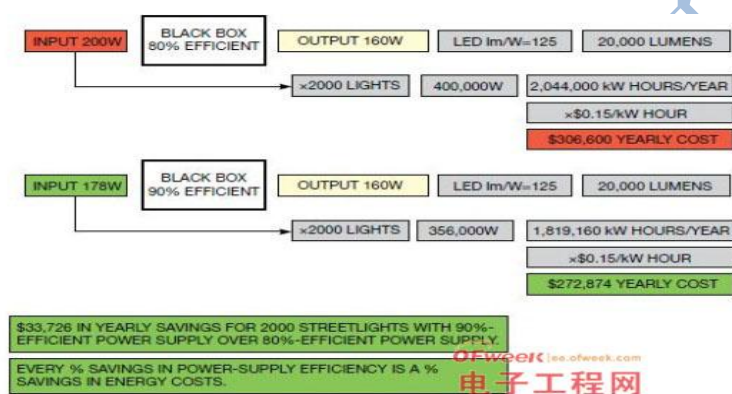 INPUT 200W
BLACK BOX
80% EFFICIENT
OUTPUT 160W
LED lm/W=125
20,000 LUMENS
×2000 LIGHTS
400,000W
2,044,000 kW HOURS/YEAR
×$0.15/kW HOUR
$306,600 YEARLY COST
INPUT 178W
BLACK BOX
90% EFFICIENT
OUTPUT 160W
LED lm/W=125
20,000 LUMENS
×2000 LIGHTS
356,000W
1,819,160 kW HOURS/YEAR
×$0.15/kW HOUR
$272,874 YEARLY COST
$33,726 IN YEARLY SAVINGS FOR 2000 STREETLIGHTS WITH 90%-
EFFICIENT POWER SUPPLY OVER 80%-EFFICIENT POWER SUPPLY.
EVERY % SAVINGS IN POWER-SUPPLY EFFICIENCY IS A %
SAVINGS IN ENERGY COSTS.
OFweek ee.ofweek.com
电子工程网